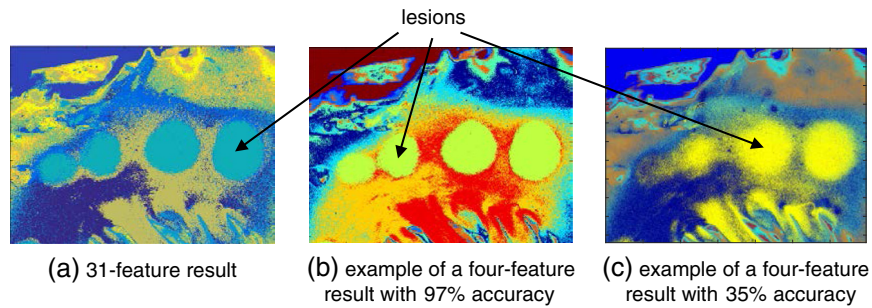 lesions
(a) 31-feature result
(b) example of a four-feature
result with 97% accuracy
(c) example of a four-feature
result with 35% accuracy